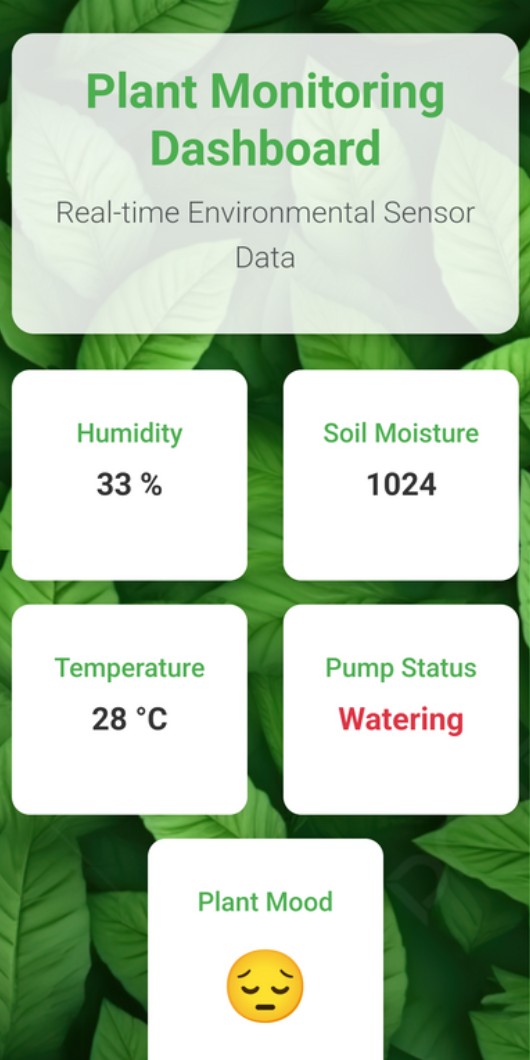 Plant Monitoring
Dashboard
Real-time Environmental Sensor
Data
Humidity
33 %
Soil Moisture
1024
Temperature
28 °C
Pump Status
Watering
Plant Mood